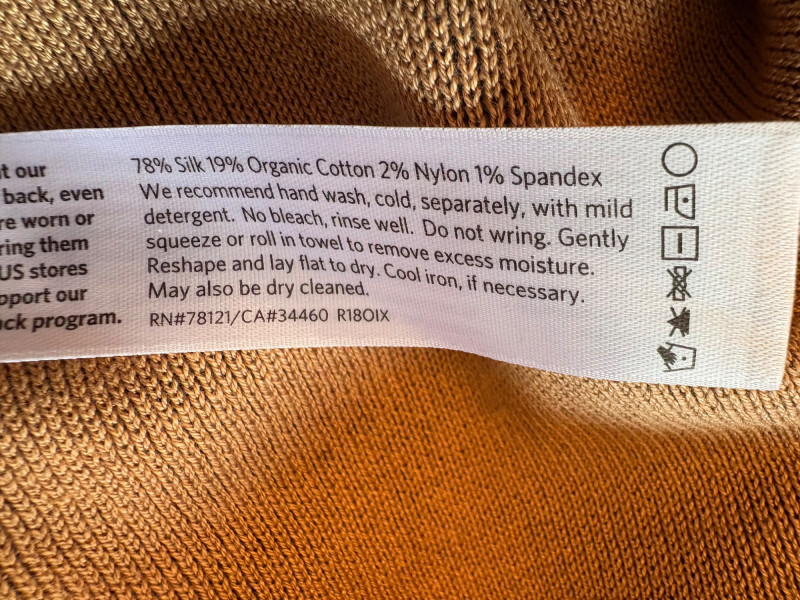 t our
back, even
re worn or
ring them
US stores
pport our
ck program.
78% Silk 19% Organic Cotton 2% Nylon 1% Spandex
We recommend hand wash, cold, separately, with mild
detergent. No bleach, rinse well. Do not wring. Gently
squeeze or roll in towel to remove excess moisture.
Reshape and lay flat to dry. Cool iron, if necessary.
May also be dry cleaned.
RN#78121/CA#34460 R18OIX